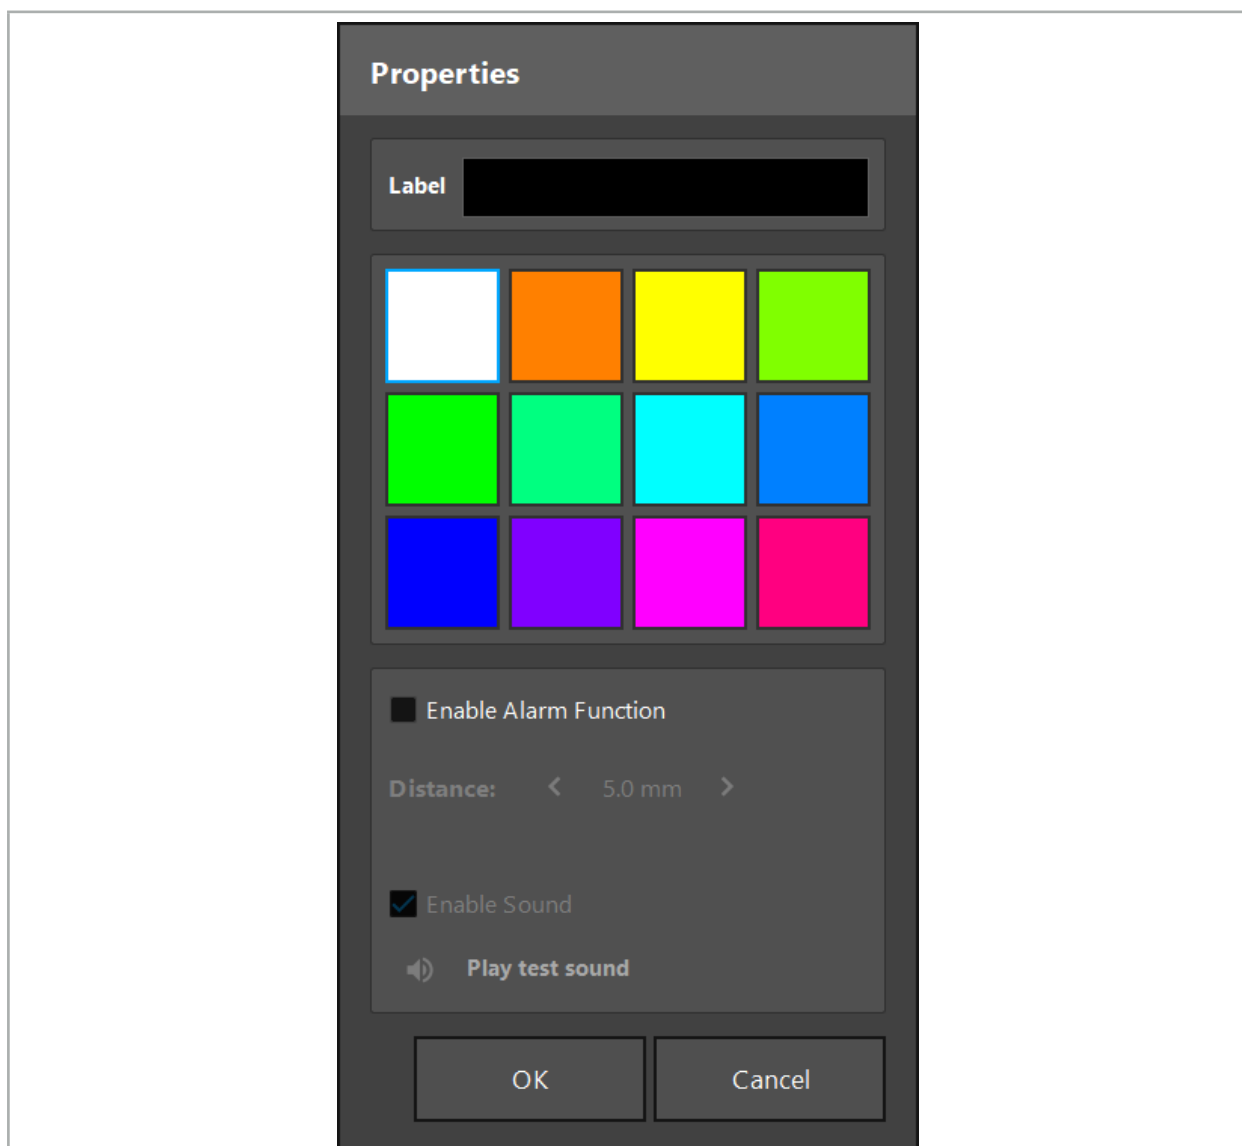 Properties
Label
Enable Alarm Function
Distance: 5.0 mm
Enable Sound
Play test sound
OK Cancel